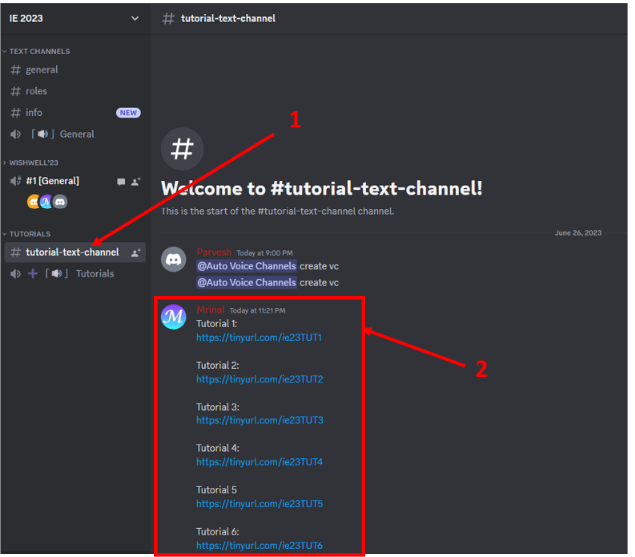 IE 2023
# tutorial-text-channel
TEXT CHANNELS
# general
# roles
# info NEW
General
WISHWELL'23
#1 [General]
TUTORIALS
# tutorial-text-channel
+ Tutorials
1
#
Welcome to #tutorial-text-channel!
This is the start of the #tutorial-text-channel channel.
June 26, 2023
Parvesh Today at 9:00 PM
@Auto Voice Channels create vc
@Auto Voice Channels create vc
M
Mrinal Today at 11:21 PM
Tutorial 1:
https://tinyurl.com/ie23TUT1
Tutorial 2:
https://tinyurl.com/ie23TUT2
2
Tutorial 3:
https://tinyurl.com/ie23TUT3
Tutorial 4:
https://tinyurl.com/ie23TUT4
Tutorial 5
https://tinyurl.com/ie23TUT5
Tutorial 6:
https://tinyurl.com/ie23TUT6